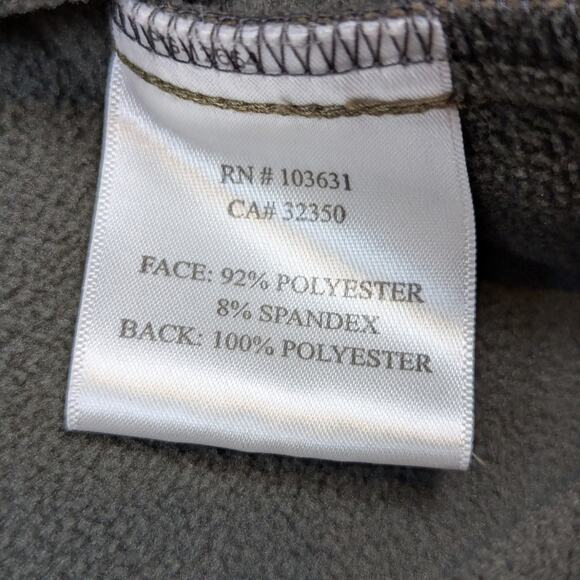 RN # 103631
CA# 32350
FACE: 92% POLYESTER
8% SPANDEX
BACK: 100% POLYESTER